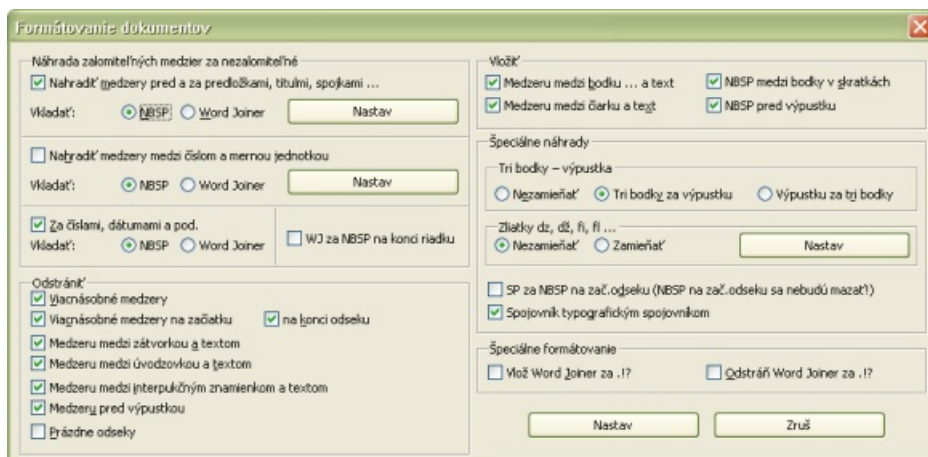 Formátovanie dokumentov
Náhrada zalomiteľných medzier za nezalomiteľné
Nahradiť medzery pred a za predložkami, titulmi, spojkami ...
Vkladať: NBSP Word Joiner Nastav
Nahradiť medzery medzi číslom a mernou jednotkou
Vkladať: NBSP Word Joiner Nastav
Za číslami, dátumami a pod.
Vkladať: NBSP Word Joiner
WJ za NBSP na konci riadku
Odstrániť
Viacnásobné medzery
Viacnásobné medzery na začiatku na konci odseku
Medzeru medzi zátvorkou a textom
Medzeru medzi úvodzovkou a textom
Medzeru medzi interpukčným znamienkom a textom
Medzery pred výpustkou
Prázdne odseky
Vložiť
Medzeru medzi bodku ... a text NBSP medzi bodky v skratkách
Medzeru medzi čiarku a text NBSP pred výpustku
Špeciálne náhrady
Tri bodky – výpustka
Nezamieňať Tri bodky za výpustku Výpustku za tri bodky
Zliatky dz, dž, fi, fl ...
Nezamieňať Zamieňať Nastav
SP za NBSP na zač.odseku (NBSP na zač.odseku sa nebudú mazať!)
Spojovník typografickým spojovníkom
Špeciálne formátovanie
Vlož Word Joiner za .!? Odstráň Word Joiner za .!?
Nastav Zruš